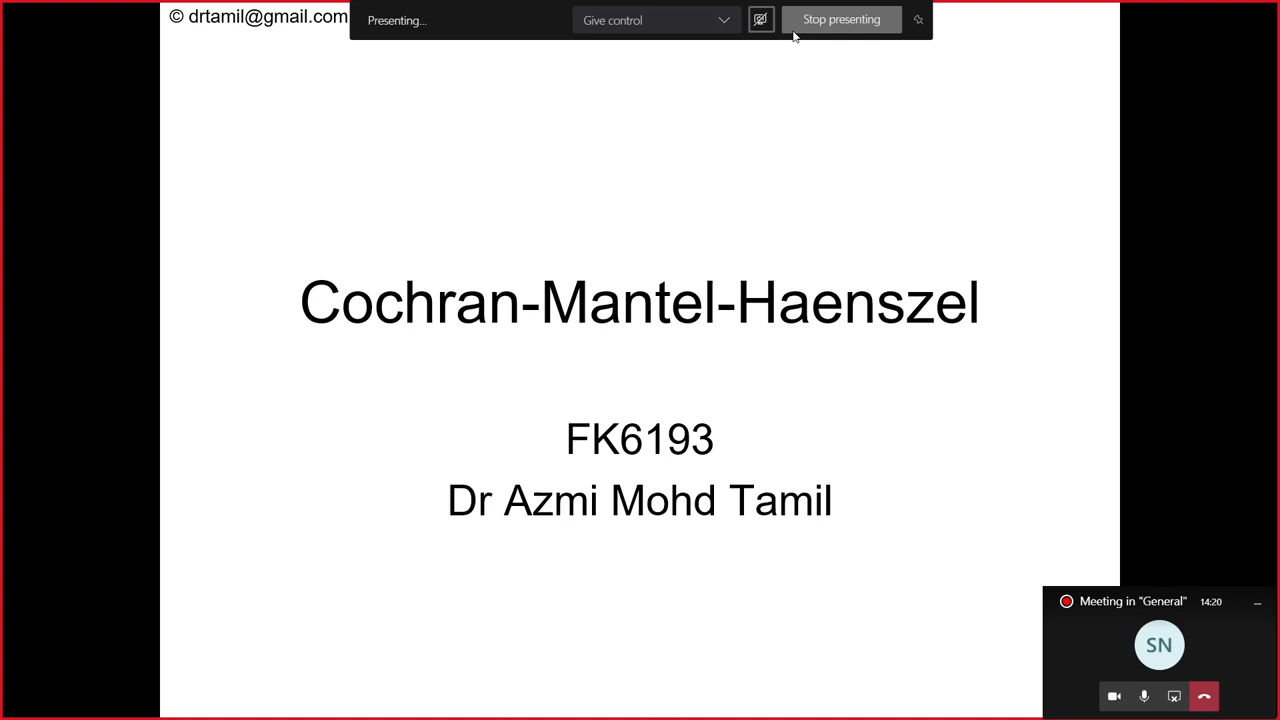 © drtamil@gmail.com
Presenting...
Give control
Stop presenting
Cochran-Mantel-Haenszel
FK6193
Dr Azmi Mohd Tamil
Meeting in "General" 14:20
SN